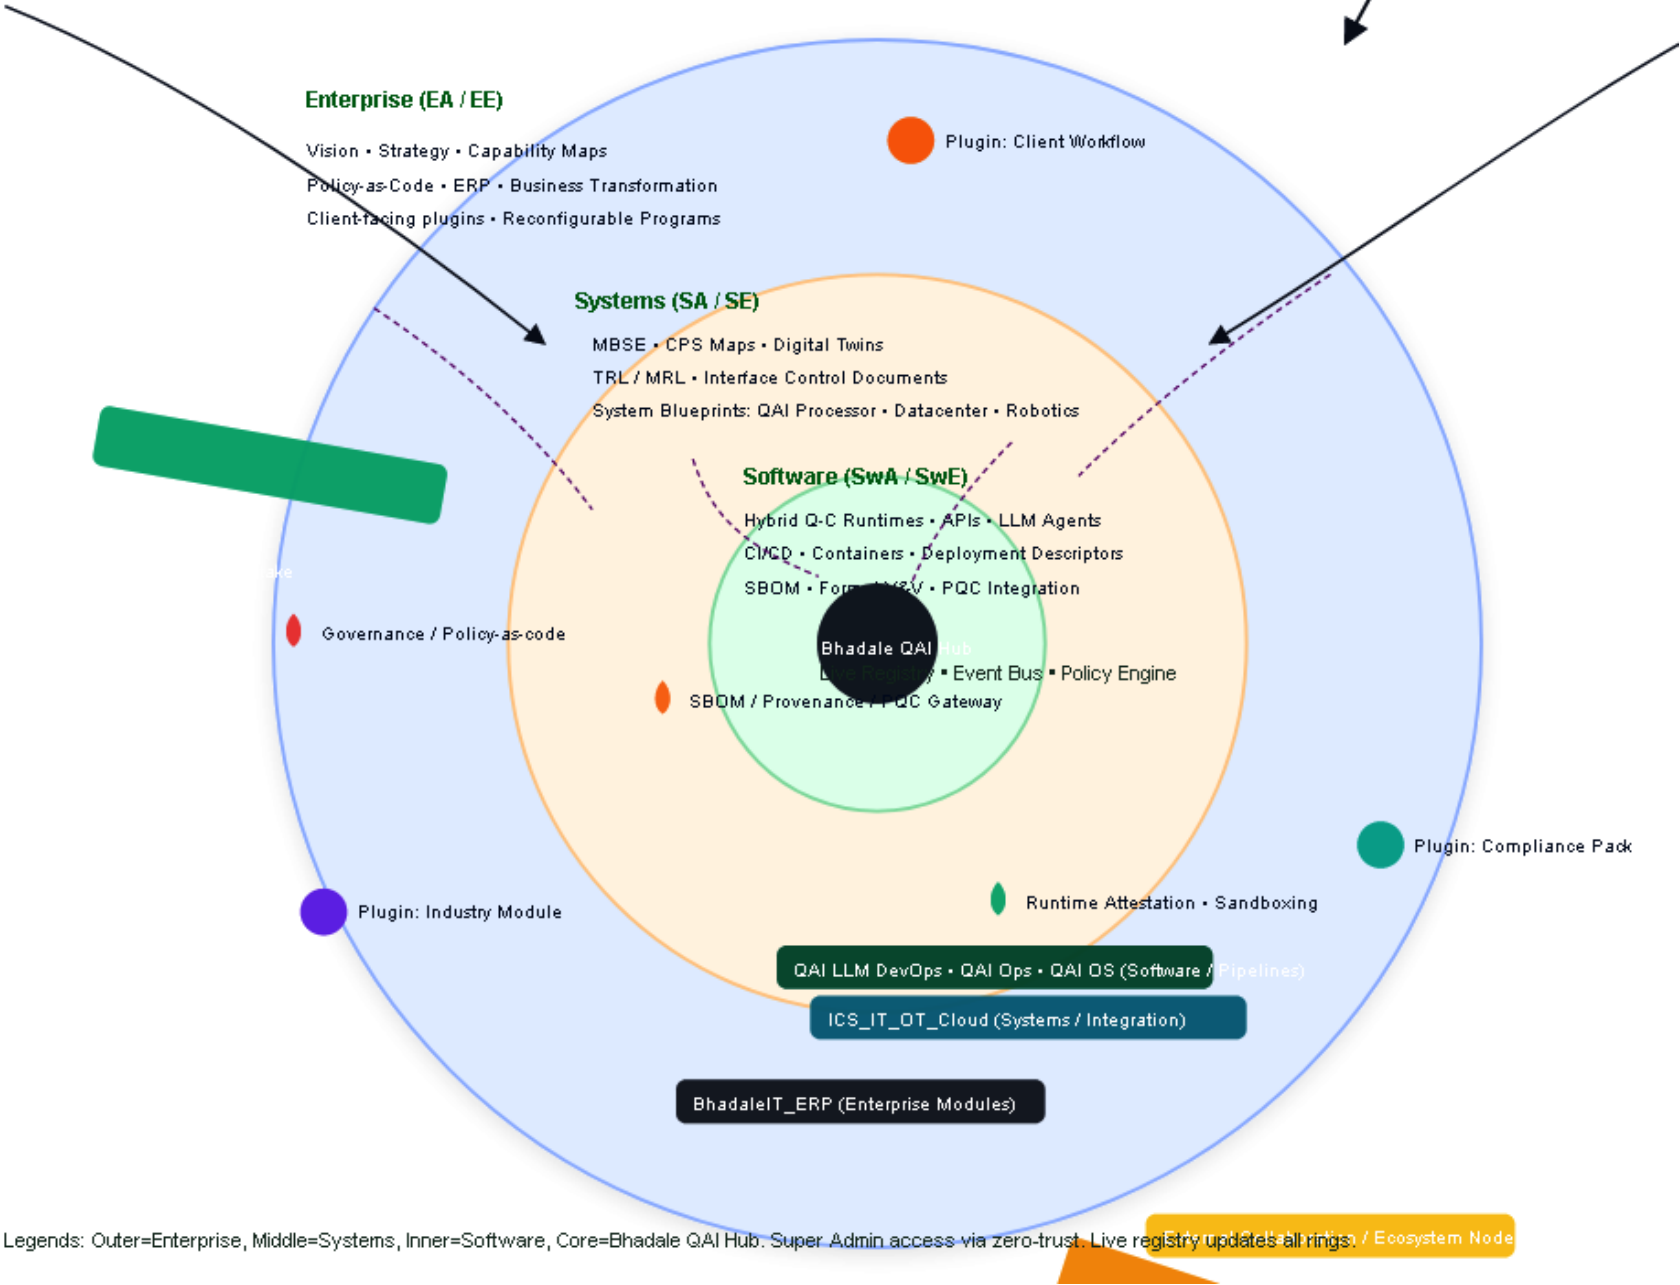 Enterprise (EA / EE)
Plugin: Client Workflow
Vision • Strategy • Capability Maps
Policy-as-Code • ERP • Business Transformation
Client-facing plugins • Reconfigurable Programs
Systems (SA / SE)
MBSE • CPS Maps • Digital Twins
TRL / MRL • Interface Control Documents
System Blueprints: QAI Processor • Datacenter • Robotics
Software (SwA / SwE)
Hybrid Q-C Runtimes • APIs • LLM Agents
CI/CD • Containers • Deployment Descriptors
SBOM • V&V • PQC Integration
Governance / Policy-as-code
Bhadale QAI Hub
Live Registry • Event Bus • Policy Engine
SBOM / Provenance / PQC Gateway
Plugin: Compliance Pack
Runtime Attestation • Sandboxing
Plugin: Industry Module
QAI LLM DevOps • QAI Ops • QAI OS (Software / Pipelines)
ICS_IT_OT_Cloud (Systems / Integration)
BhadaleIT_ERP (Enterprise Modules)
/ Ecosystem Node
Legends: Outer=Enterprise, Middle=Systems, Inner=Software, Core=Bhadale QAI Hub. Super Admin access via zero-trust. Live registry updates all rings.